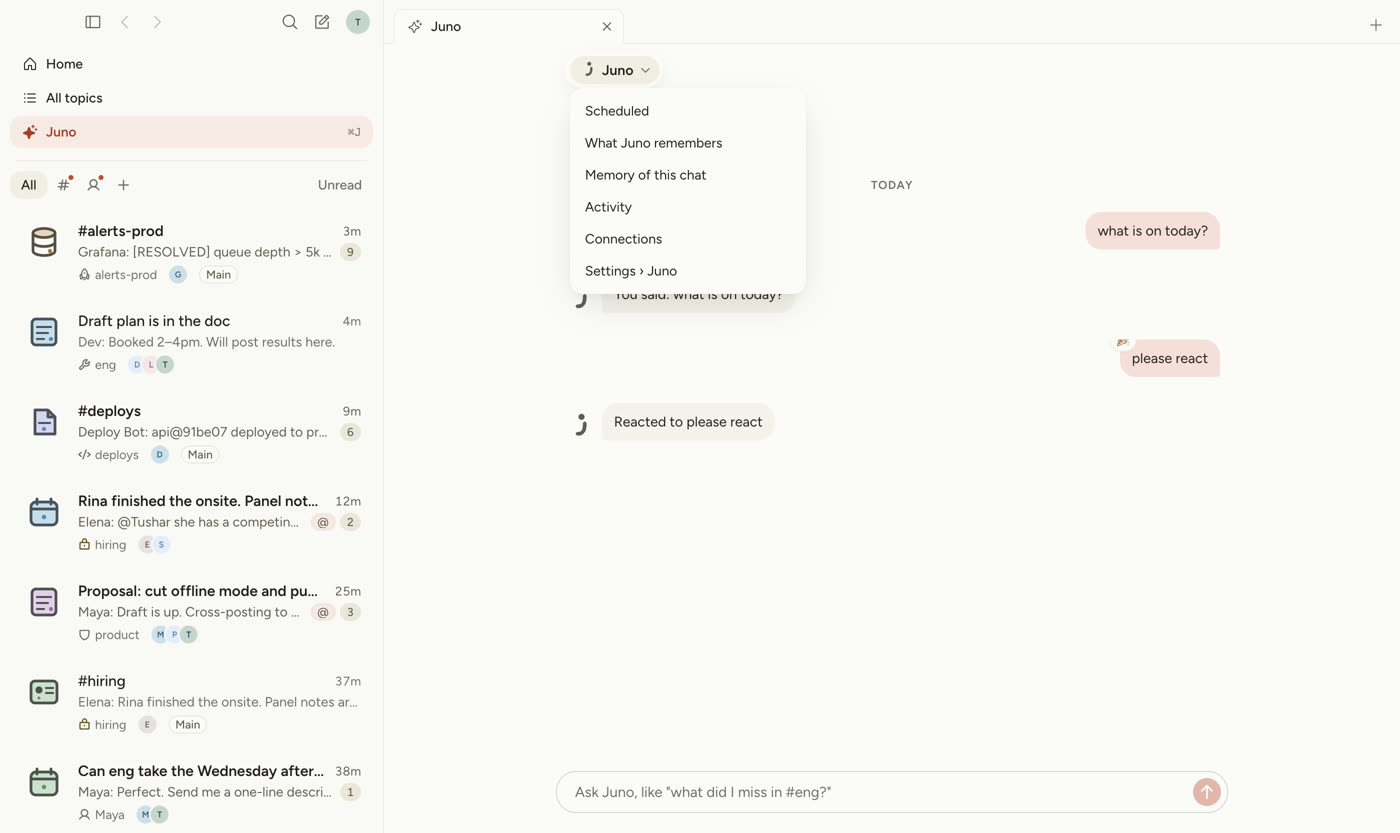 T
Juno
Home
All topics
Juno
⌘J
All
Unread
#alerts-prod
3m
Grafana: [RESOLVED] queue depth > 5k ...
9
alerts-prod
G
Main
Draft plan is in the doc
4m
Dev: Booked 2–4pm. Will post results here.
eng
D
L
T
#deploys
9m
Deploy Bot: api@91be07 deployed to pr...
6
deploys
D
Main
Rina finished the onsite. Panel not...
12m
Elena: @Tushar she has a competin...
@
2
hiring
E
S
Proposal: cut offline mode and pu...
25m
Maya: Draft is up. Cross-posting to ...
@
3
product
M
P
T
#hiring
37m
Elena: Rina finished the onsite. Panel notes ar...
hiring
E
Main
Can eng take the Wednesday after...
38m
Maya: Perfect. Send me a one-line descri...
1
Maya
M
T
Juno
Scheduled
What Juno remembers
Memory of this chat
Activity
Connections
Settings › Juno
TODAY
what is on today?
You said: what is on today?
please react
Reacted to please react
Ask Juno, like "what did I miss in #eng?"